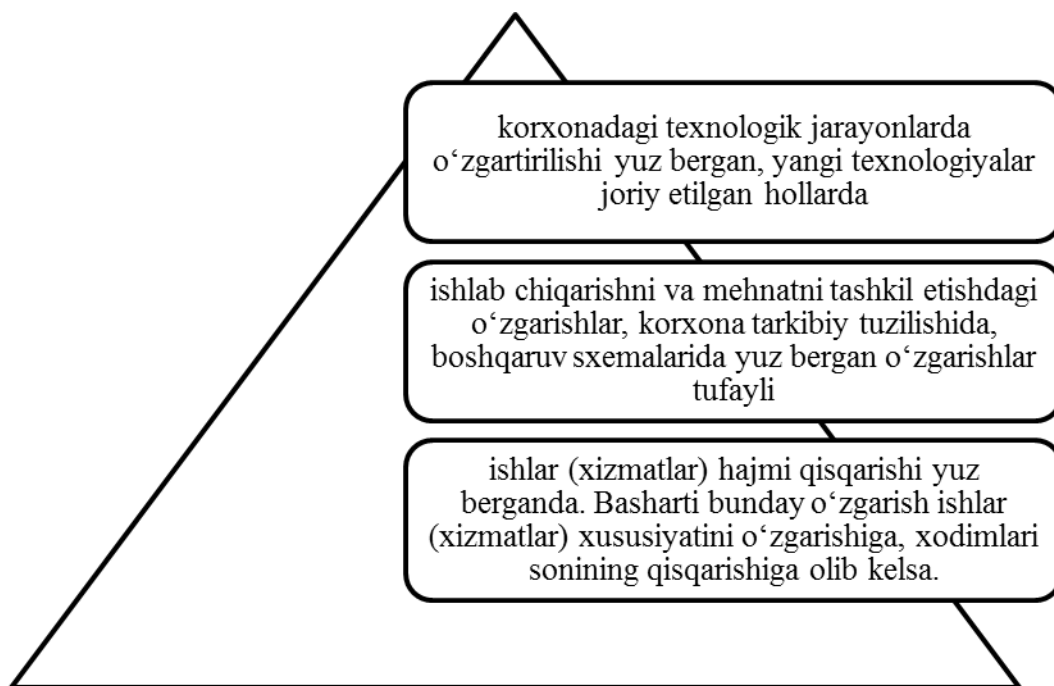 korxonadagi texnologik jarayonlarda
o‘zgartirilishi yuz bergan, yangi texnologiyalar
joriy etilgan hollarda
ishlab chiqarishni va mehnatni tashkil etishdagi
o‘zgarishlar, korxona tarkibiy tuzilishida,
boshqaruv sxemalarida yuz bergan o‘zgarishlar
tufayli
ishlar (xizmatlar) hajmi qisqarishi yuz
berganda. Basharti bunday o‘zgarish ishlar
(xizmatlar) xususiyatini o‘zgarishiga, xodimlari
sonining qisqarishiga olib kelsa.